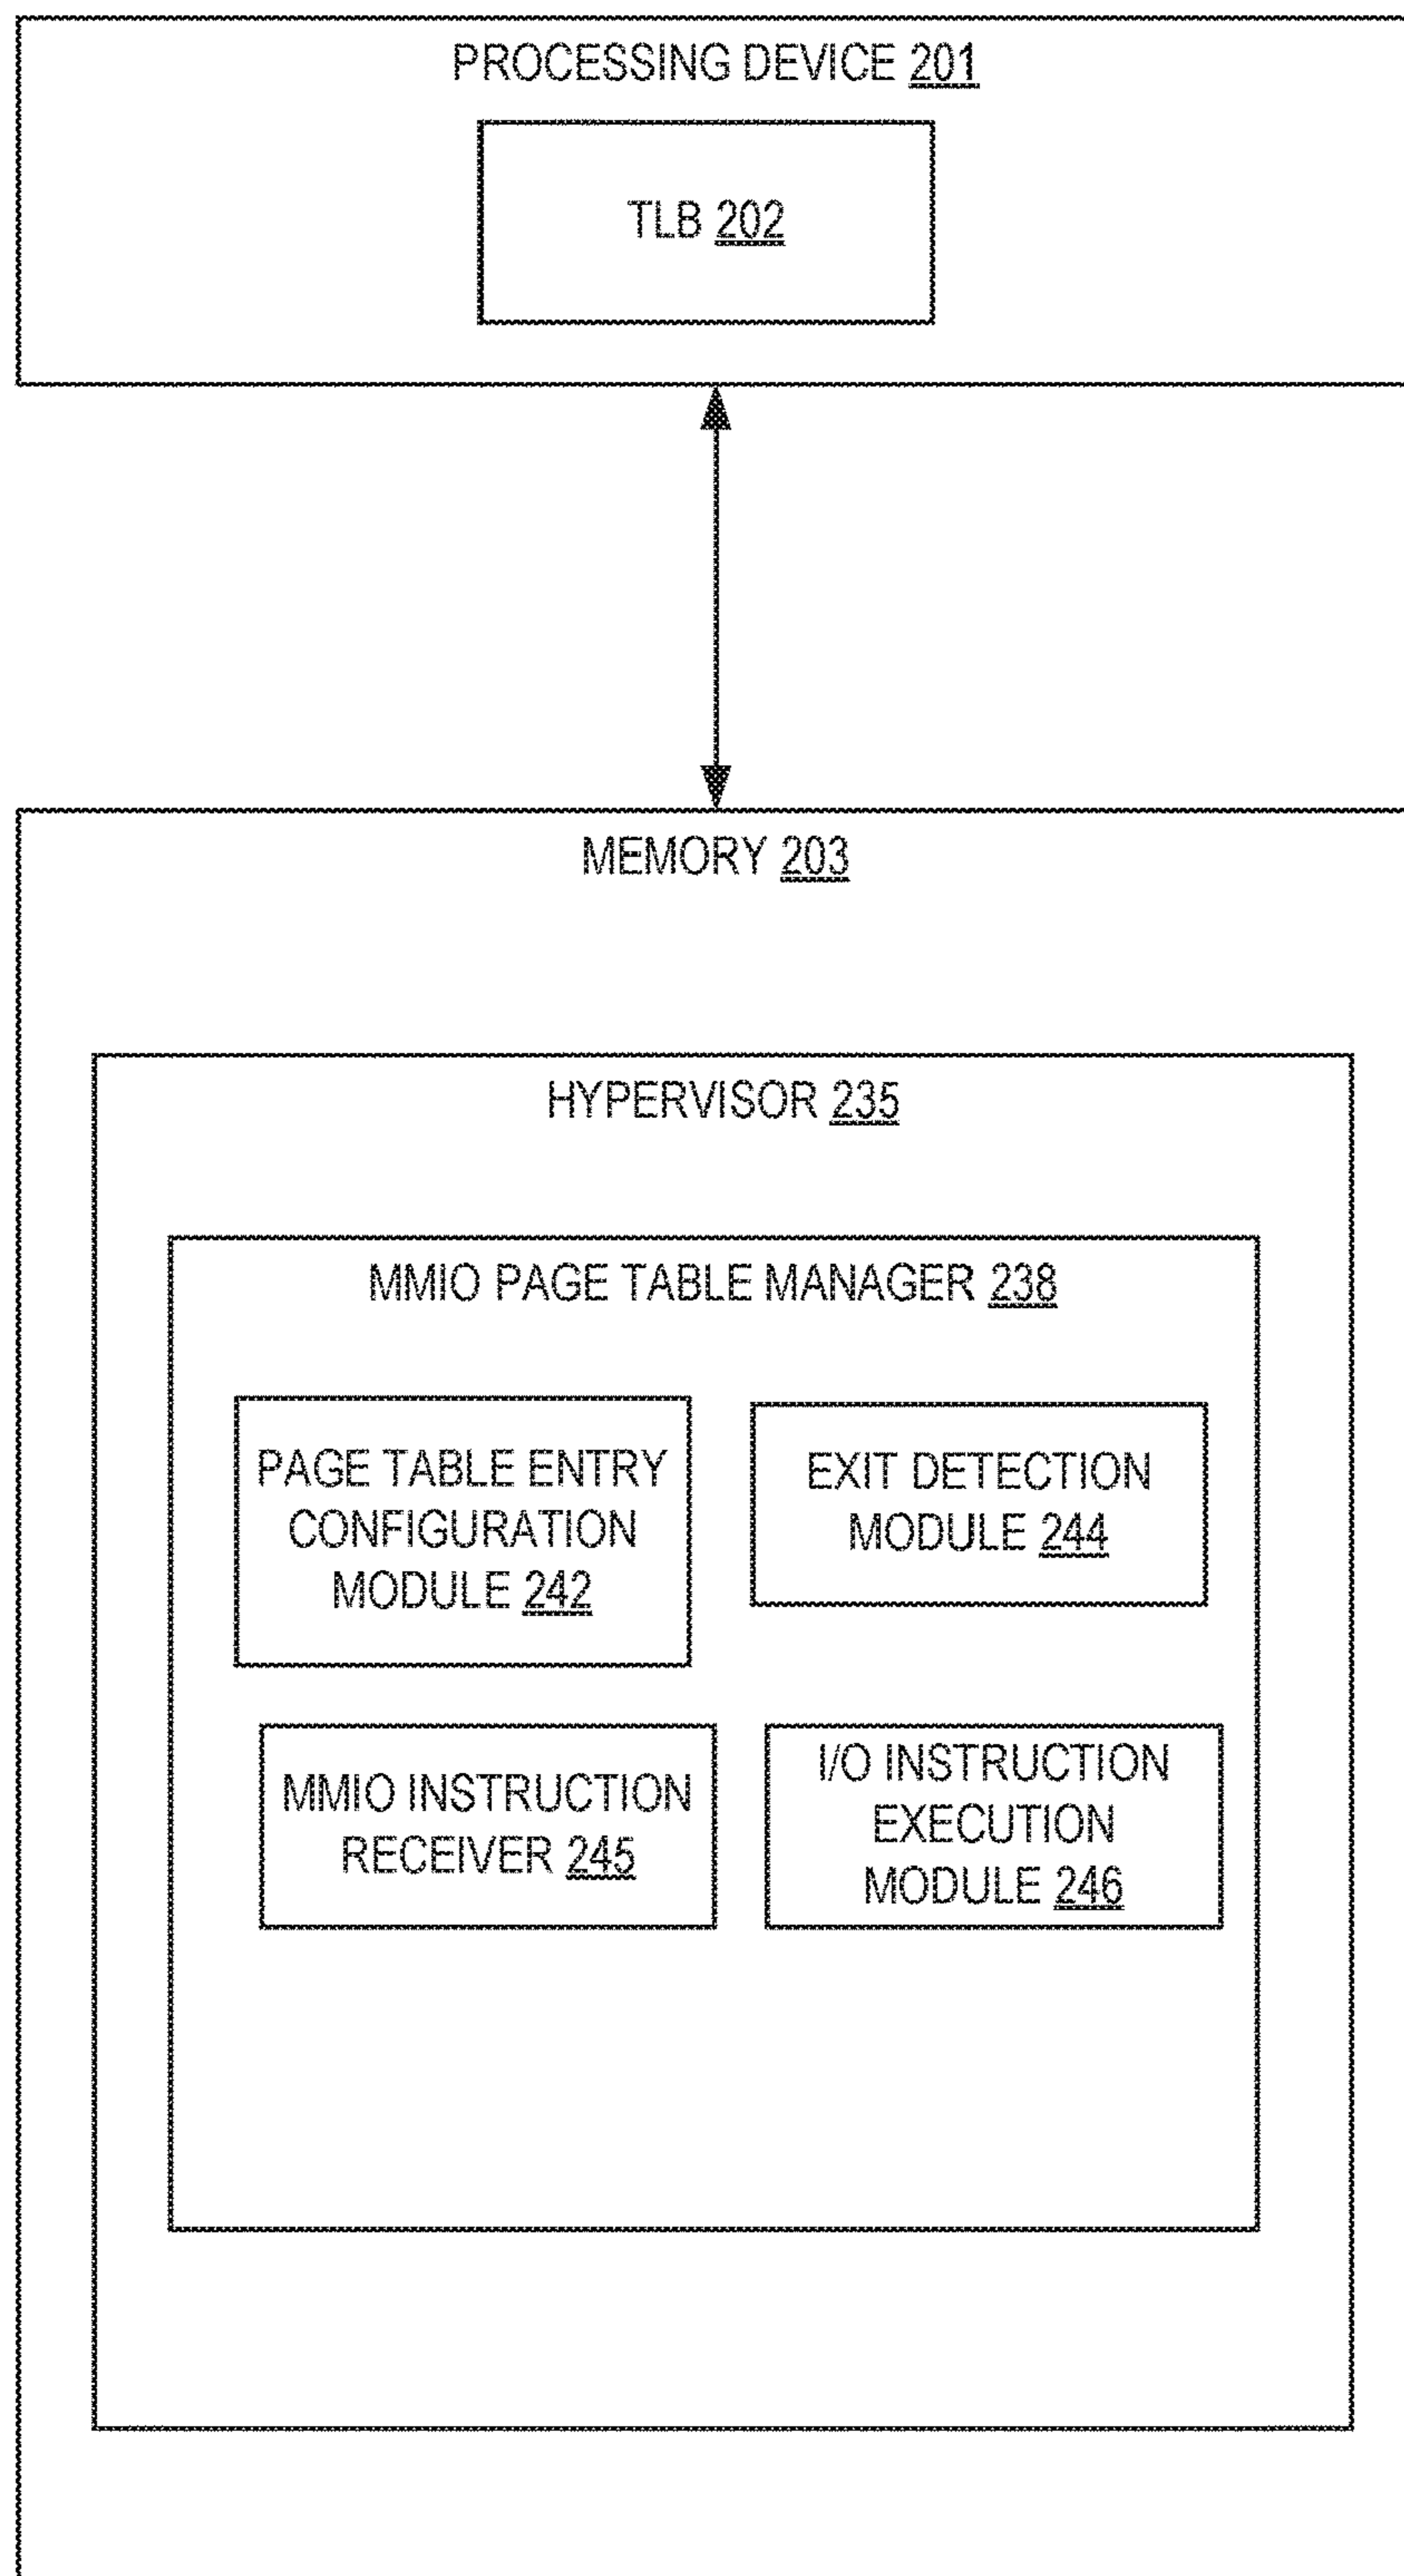 PROCESSING DEVICE 201
TLB 202
MEMORY 203
HYPERVISOR 235
MMIO PAGE TABLE MANAGER 238
PAGE TABLE ENTRY
CONFIGURATION
MODULE 242
EXIT DETECTION
MODULE 244
MMIO INSTRUCTION
RECEIVER 245
I/O INSTRUCTION
EXECUTION
MODULE 246